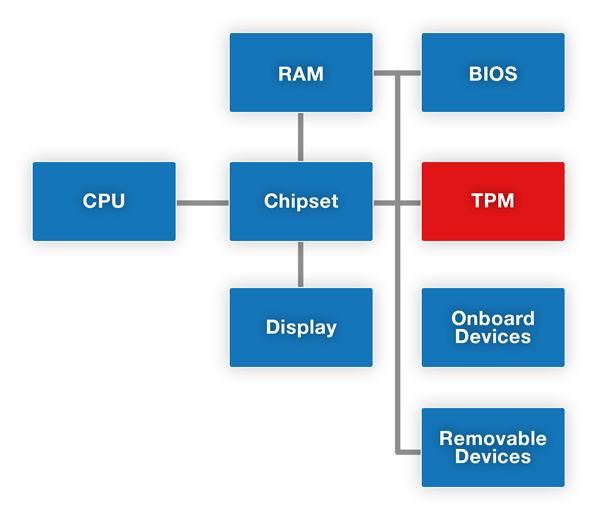 RAM
BIOS
CPU
Chipset
TPM
Display
Onboard
Devices
Removable
Devices